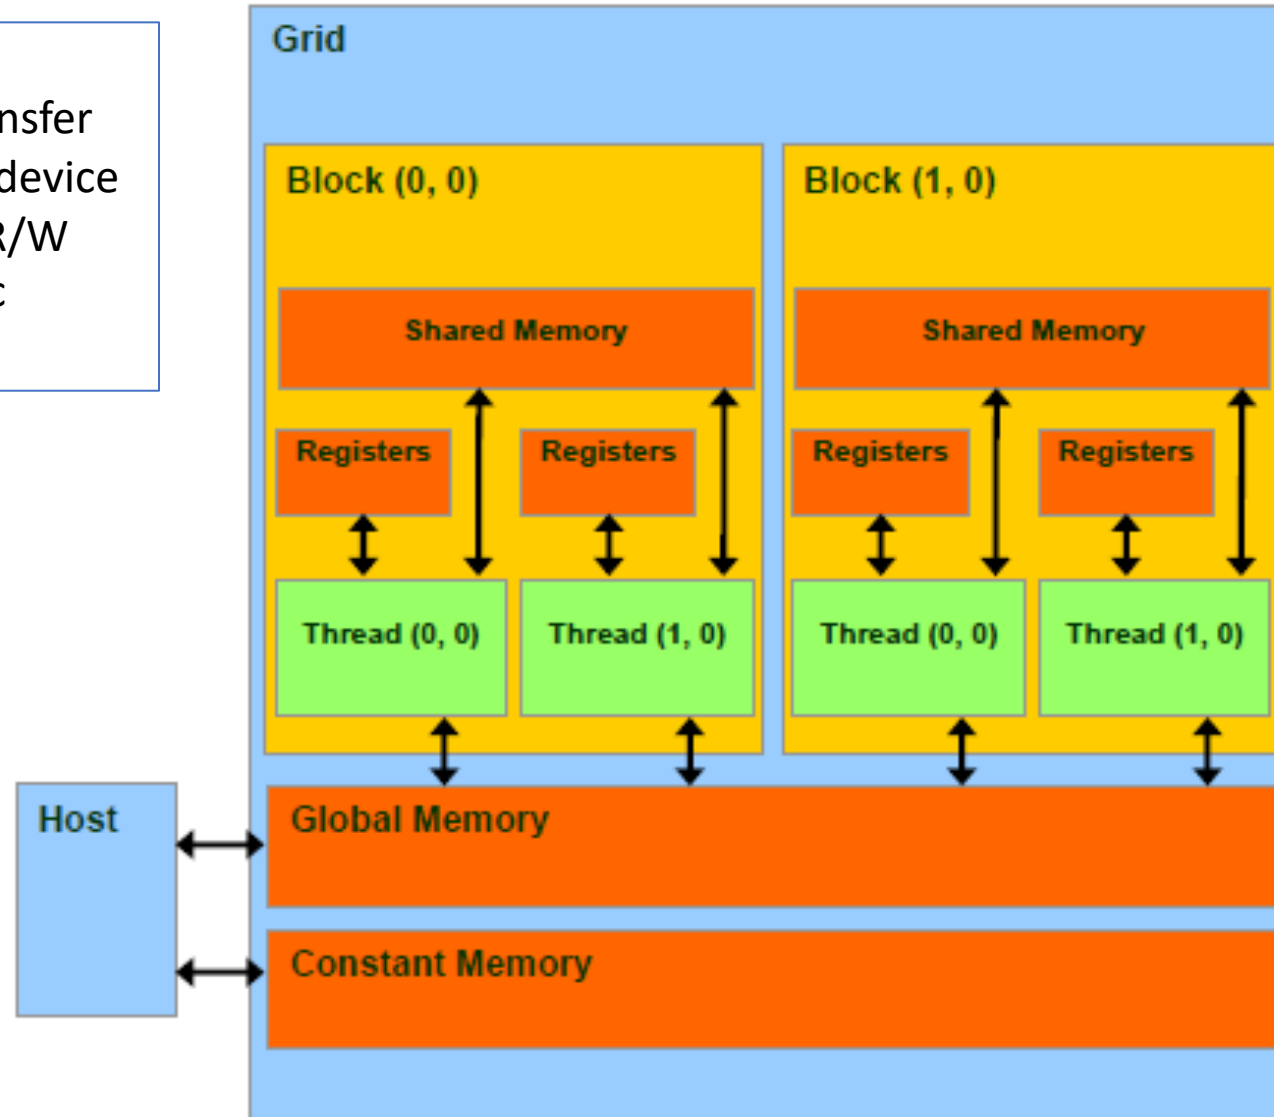 nsfer
device
R/W
Grid
Block (0, 0)
Shared Memory
Registers
Registers
Thread (0, 0)
Thread (1, 0)
Block (1, 0)
Shared Memory
Registers
Registers
Thread (0, 0)
Thread (1, 0)
Host
Global Memory
Constant Memory